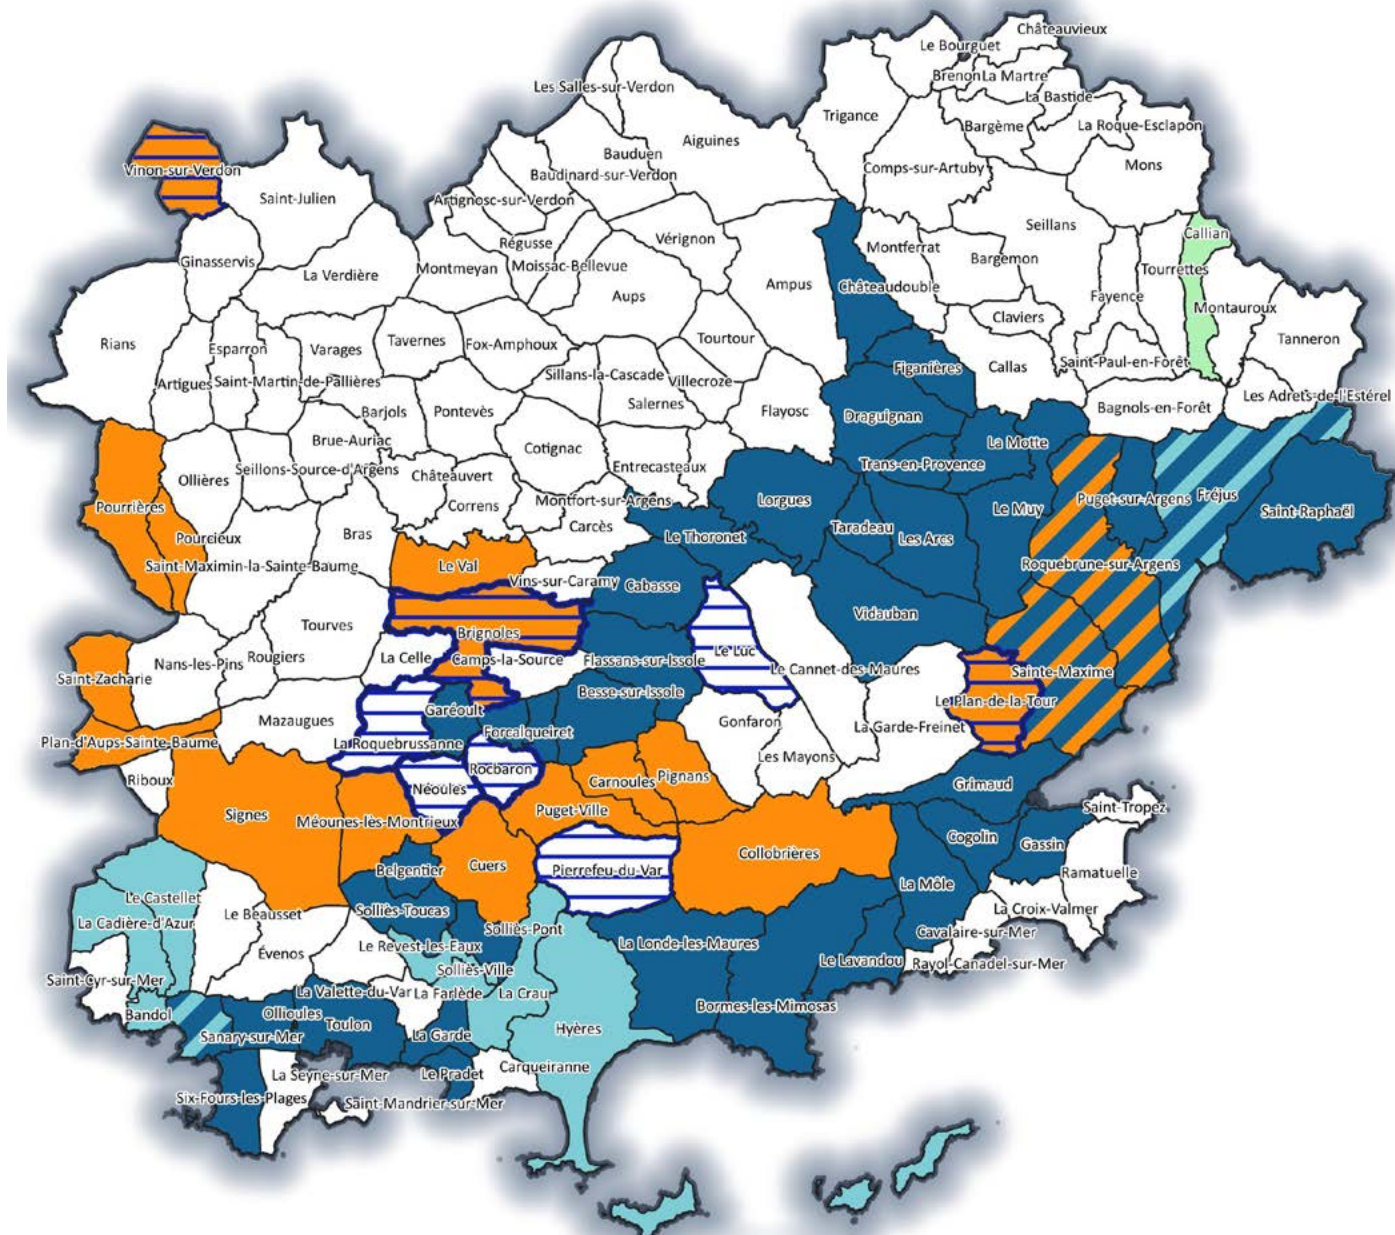 Châteauvieux
Le Bourguet
Brenon
La Martre
Les Salles-sur-Verdon
La Bastide
Trigance
Bargème
La Roque-Esclapon
Aiguines
Bauduen
Mons
Vinon-sur-Verdon
Baudinard-sur-Verdon
Comps-sur-Artuby
Saint-Julien
Artignosc-sur-Verdon
Seillans
Callian
Régusse
Vérignon
Montferrat
Ginasservis
La Verdière
Montmeyan
Moissac-Bellevue
Bargemon
Tourrettes
Ampus
Châteaudouble
Aups
Fayence
Montauroux
Claviers
Rians
Esparron
Varages
Tavernes
Fox-Amphoux
Tourtour
Tanneron
Figanières
Callas
Saint-Paul-en-Forêt
Artigues
Saint-Martin-de-Pallières
Sillans-la-Cascade
Villecroze
Les Adrets-de-l'Estérel
Barjols
Pontevès
Salernes
Flayosc
Draguignan
Bagnols-en-Forêt
Brue-Auriac
Cotignac
La Motte
Seillons-Source-d'Argens
Châteauvert
Entrecasteaux
Trans-en-Provence
Ollières
Correns
Montfort-sur-Argens
Lorgues
Puget-sur-Argens
Fréjus
Pourrières
Le Muy
Saint-Raphaël
Carcès
Taradeau
Pourcieux
Bras
Le Thoronet
Les Arcs
Saint-Maximin-la-Sainte-Baume
Le Val
Roquebrune-sur-Argens
Vins-sur-Caramy
Cabasse
Vidauban
Tourves
Brignoles
Le Luc
Rougiers
La Celle
Camps-la-Source
Flassans-sur-Issole
Nans-les-Pins
Le Cannet-des-Maures
Sainte-Maxime
Saint-Zacharie
Besse-sur-Issole
Le Plan-de-la-Tour
Garéoult
Mazaugues
Gonfaron
La Garde-Freinet
Forcalqueiret
Plan-d'Aups-Sainte-Baume
La Roquebrussanne
Les Mayons
Rocbaron
Riboux
Néoules
Carnoules
Pignans
Grimaud
Saint-Tropez
Signes
Méounes-lès-Montrieux
Puget-Ville
Cogolin
Gassin
Collobrières
Belgentier
Cuers
Pierrefeu-du-Var
Ramatuelle
La Môle
Le Castellet
Le Beausset
Solliès-Toucas
La Croix-Valmer
La Cadière-d'Azur
Solliès-Pont
Cavalaire-sur-Mer
Évenos
Le Revest-les-Eaux
La Londe-les-Maures
Le Lavandou
Rayol-Canadel-sur-Mer
Saint-Cyr-sur-Mer
Solliès-Ville
La Valette-du-Var
La Farlède
La Crau
Bormes-les-Mimosas
Bandol
Ollioules
Toulon
Hyères
Sanary-sur-Mer
La Garde
Carqueiranne
La Seyne-sur-Mer
Le Pradet
Six-Fours-les-Plages
Saint-Mandrier-sur-Mer